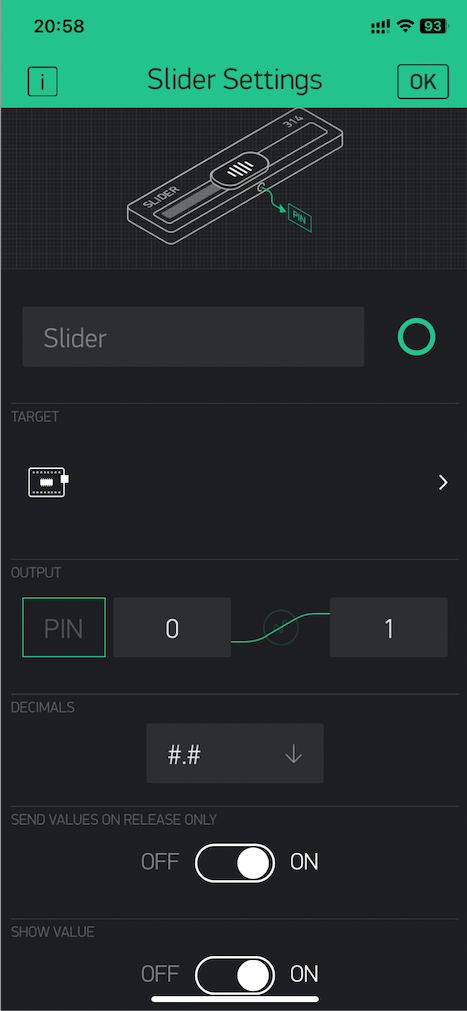 20:58
93
i
Slider Settings
OK
314
SLIDER
PIN
Slider
TARGET
OUTPUT
PIN
0
1
DECIMALS
#.#
SEND VALUES ON RELEASE ONLY
OFF
ON
SHOW VALUE
OFF
ON